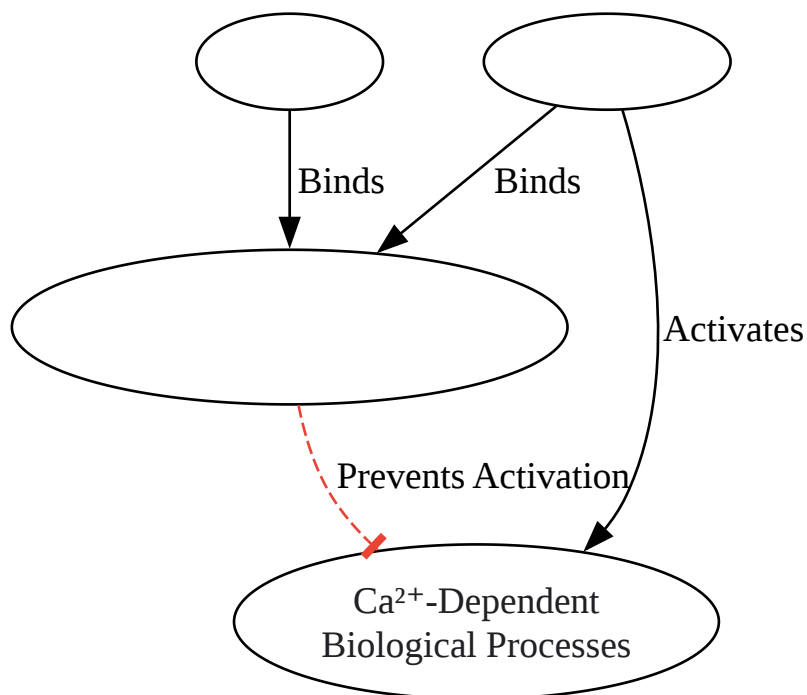 Binds
Binds
Activates
Prevents Activation
Ca²⁺-Dependent
Biological Processes